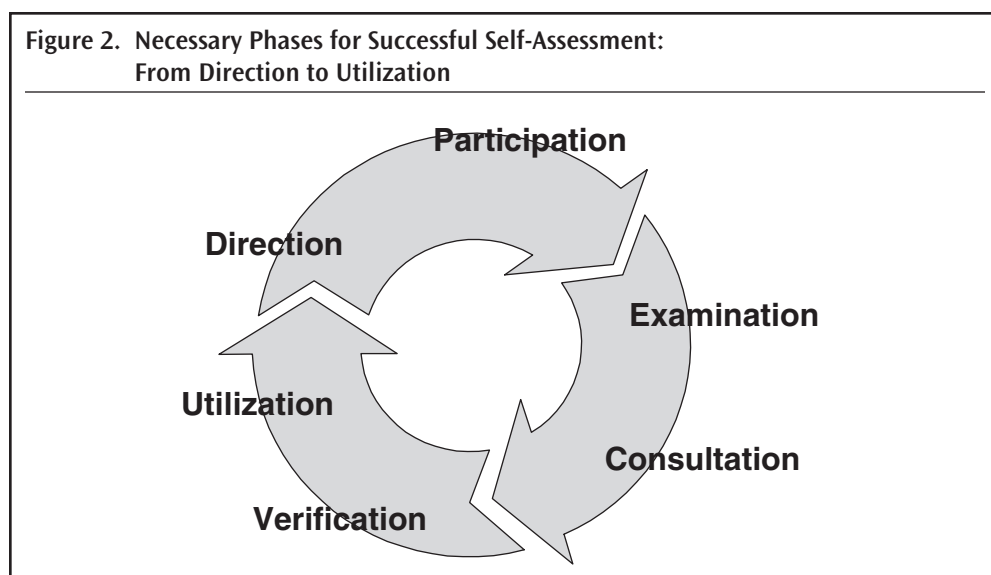 Figure 2. Necessary Phases for Successful Self-Assessment:
From Direction to Utilization
Participation
Direction
Examination
Utilization
Consultation
Verification